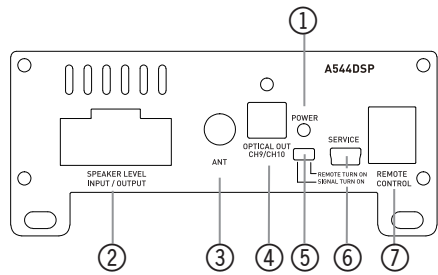 ①
A544DSP
POWER
OPTICAL OUT
CH9/CH10
SERVICE
ANT
SPEAKER LEVEL
INPUT / OUTPUT
REMOTE TURN ON
SIGNAL TURN ON
REMOTE
CONTROL
② ③ ④ ⑤ ⑥ ⑦